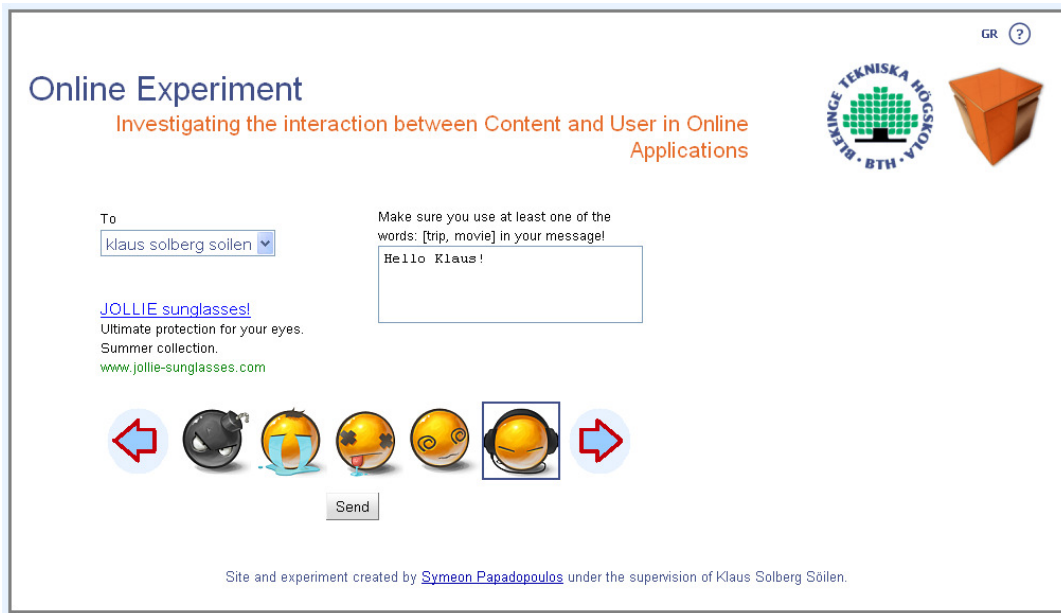 GR ?
BLEKINGE TEKNISKA HÖGSKOLA
· BTH ·
Online Experiment
Investigating the interaction between Content and User in Online
Applications
To
klaus solberg soilen
Make sure you use at least one of the
words: [trip, movie] in your message!
Hello Klaus!
JOLLIE sunglasses!
Ultimate protection for your eyes.
Summer collection.
www.jollie-sunglasses.com
Send
Site and experiment created by Symeon Papadopoulos under the supervision of Klaus Solberg Söilen.